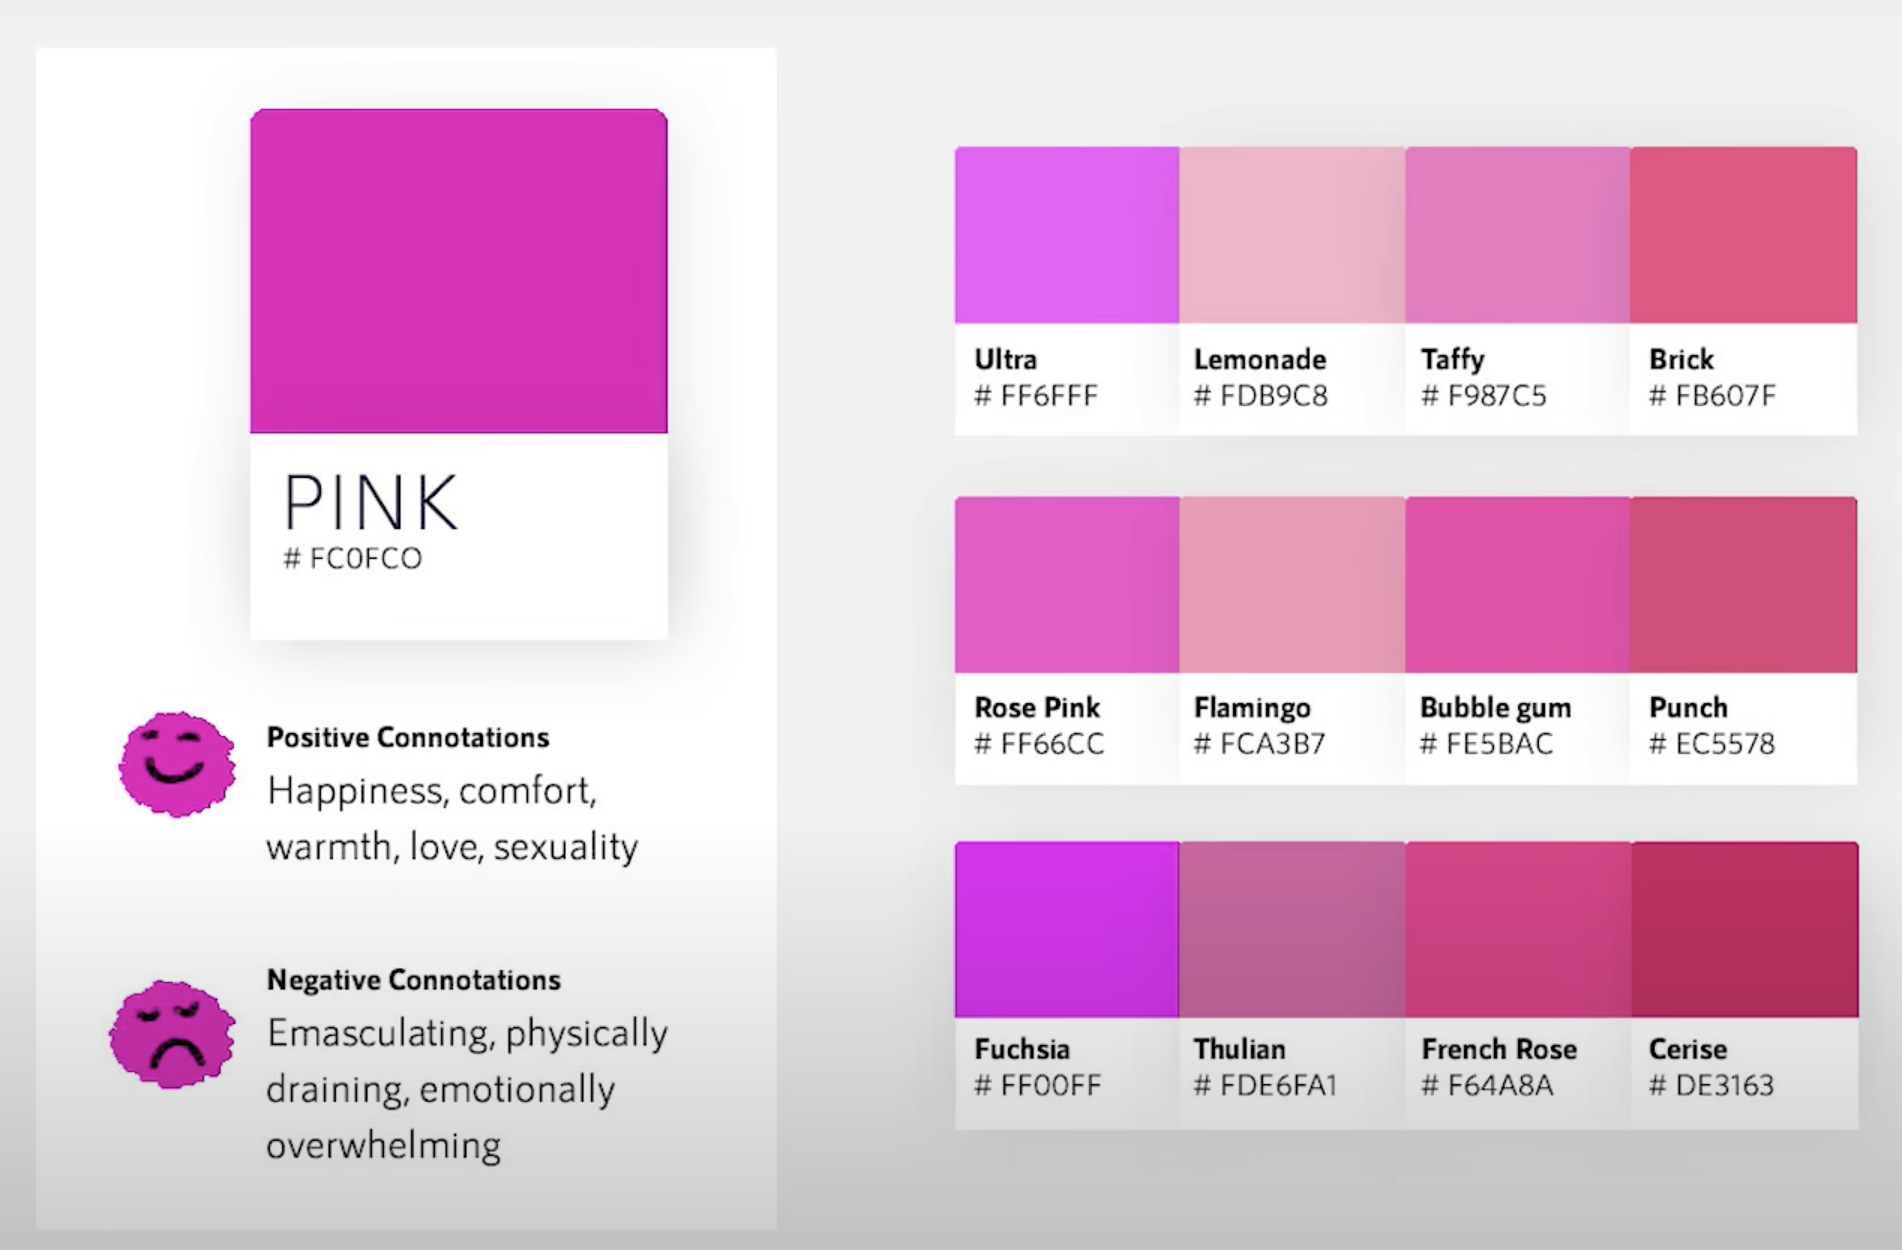 PINK
# FC0FCO
Positive Connotations
Happiness, comfort,
warmth, love, sexuality
Negative Connotations
Emasculating, physically
draining, emotionally
overwhelming
Ultra
# FF6FFF
Lemonade
# FDB9C8
Taffy
# F987C5
Brick
# FB607F
Rose Pink
# FF66CC
Flamingo
# FCA3B7
Bubble gum
# FE5BAC
Punch
# EC5578
Fuchsia
# FF00FF
Thulian
# FDE6FA1
French Rose
# F64A8A
Cerise
# DE3163